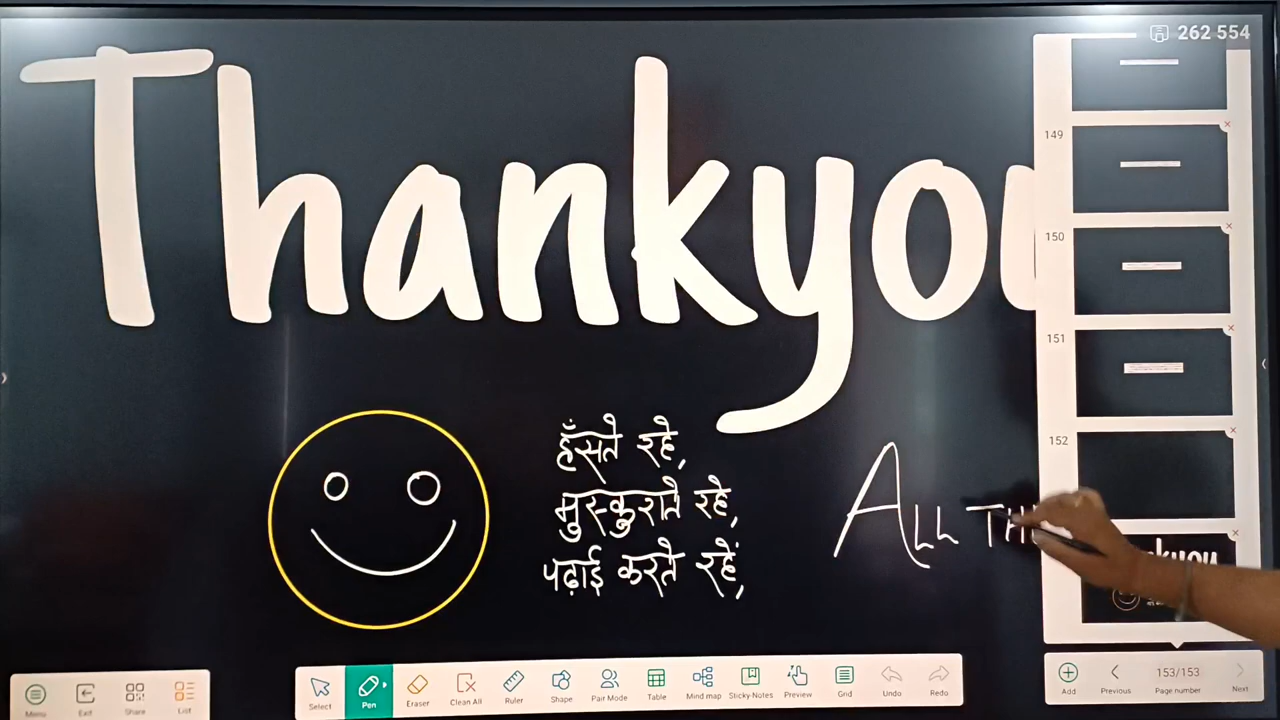 262 554
Thankyou
149
150
151
152
हँसते रहे,
मुस्कुराते रहे,
पढ़ाई करते रहें,
ALL TH
kyou
Menu Exit Share List
Select Pen Eraser Clean All Ruler Shape Pair Mode Table Mind map Sticky-Notes Preview Grid Undo Redo
Add Previous 153/153 Page number Next